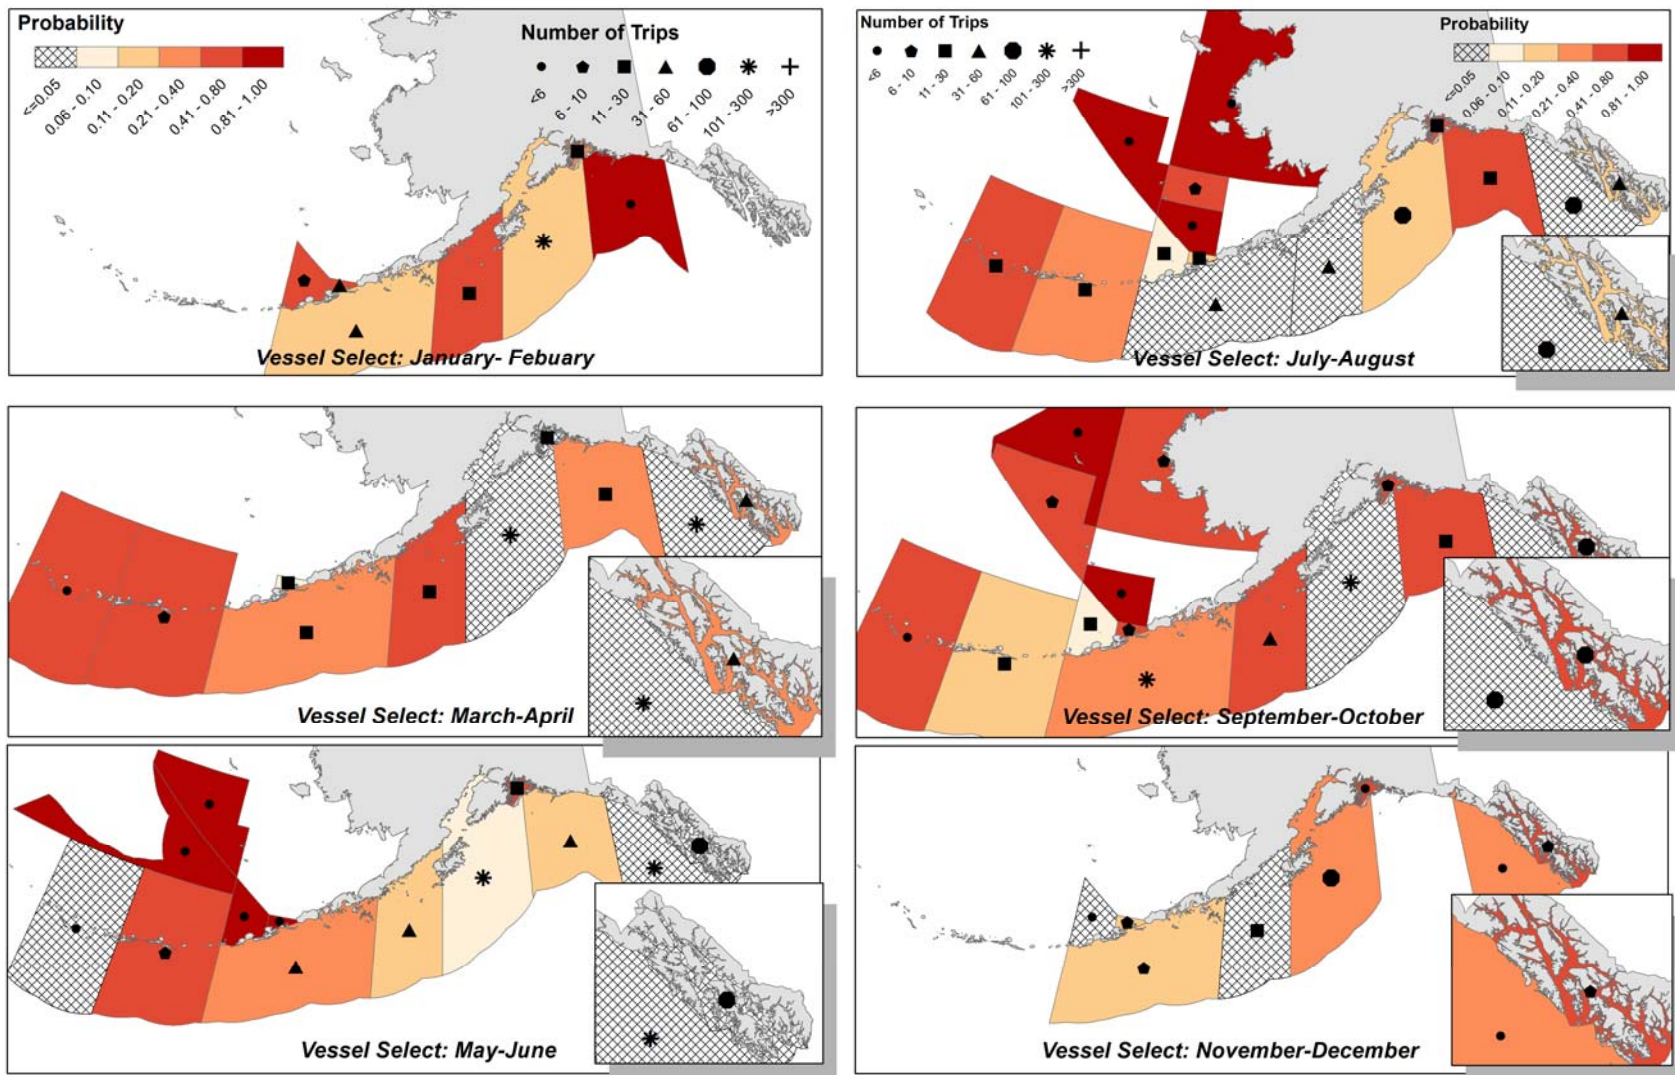 Probability
<=0.05
0.06 - 0.10
0.11 - 0.20
0.21 - 0.40
0.41 - 0.80
0.81 - 1.00
Number of Trips
<6
6 - 10
11 - 30
31 - 60
61 - 100
101 - 300
>300
Vessel Select: January- Febuary
Number of Trips
<6
6 - 10
11 - 30
31 - 60
61 - 100
101 - 300
>300
Probability
<=0.05
0.06 - 0.10
0.11 - 0.20
0.21 - 0.40
0.41 - 0.80
0.81 - 1.00
Vessel Select: July-August
Vessel Select: March-April
Vessel Select: September-October
Vessel Select: May-June
Vessel Select: November-December